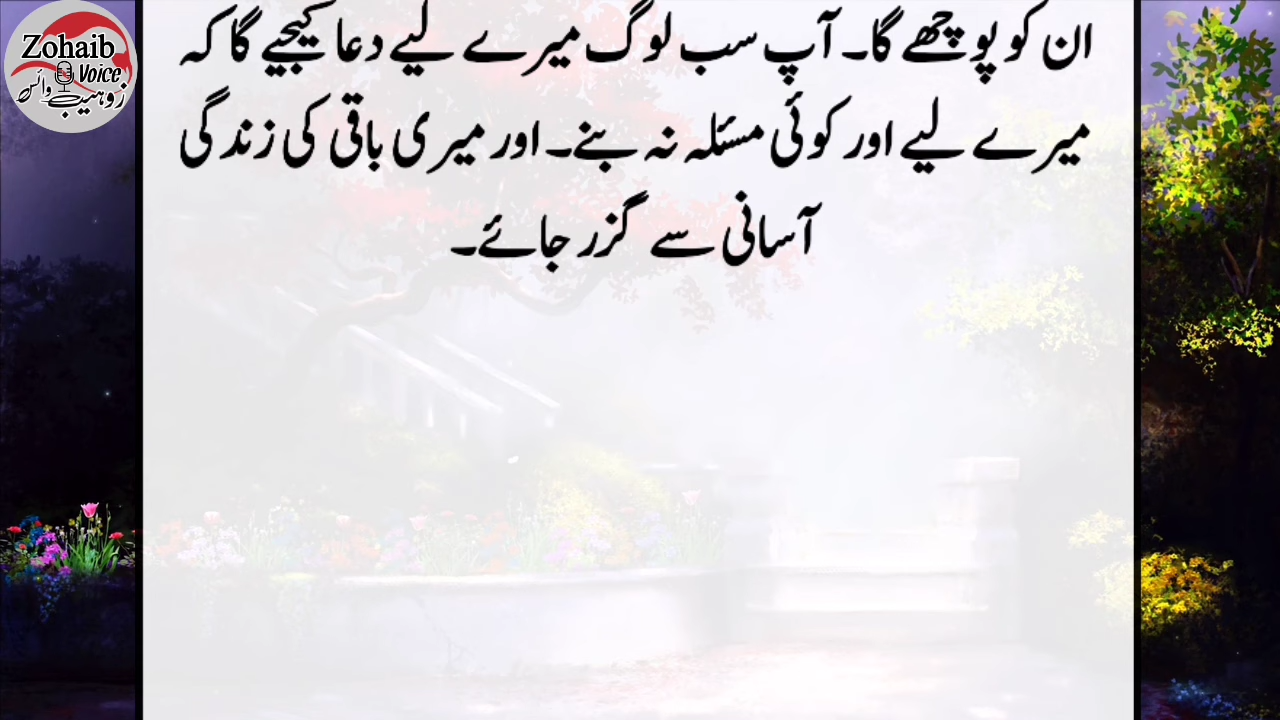 Zohaib
Voice
زوہیب وائس
ان کو پوچھے گا۔ آپ سب لوگ میرے لیے دعا کیجیے گا کہ
میرے لیے اور کوئی مسئلہ نہ بنے۔ اور میری باقی کی زندگی
آسانی سے گزر جائے۔